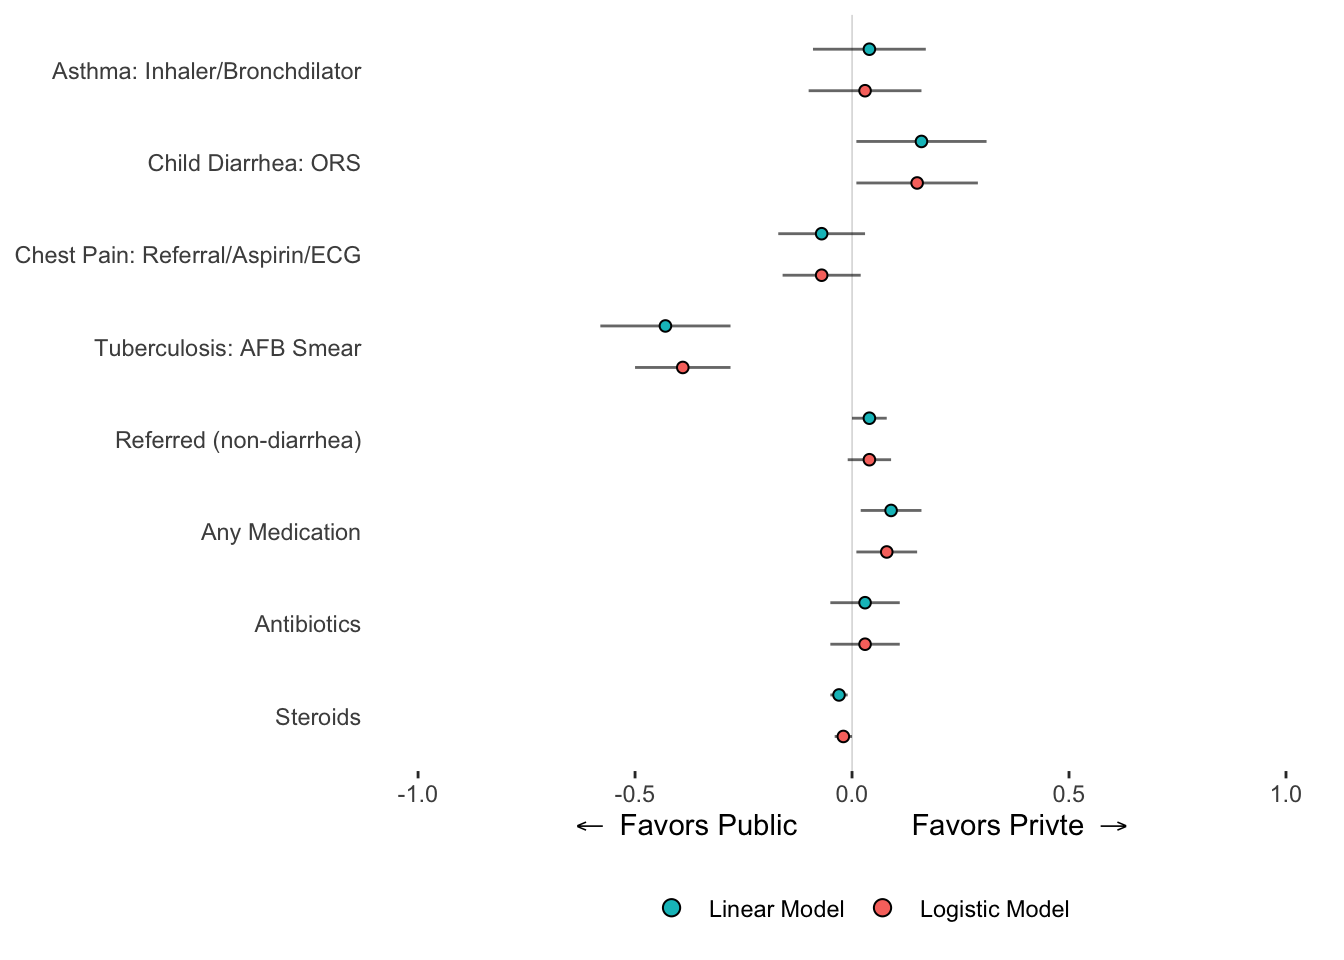 Asthma: Inhaler/Bronchdilator
Child Diarrhea: ORS
Chest Pain: Referral/Aspirin/ECG
Tuberculosis: AFB Smear
Referred (non-diarrhea)
Any Medication
Antibiotics
Steroids
-1.0 -0.5 0.0 0.5 1.0
← Favors Public Favors Privte →
Linear Model Logistic Model